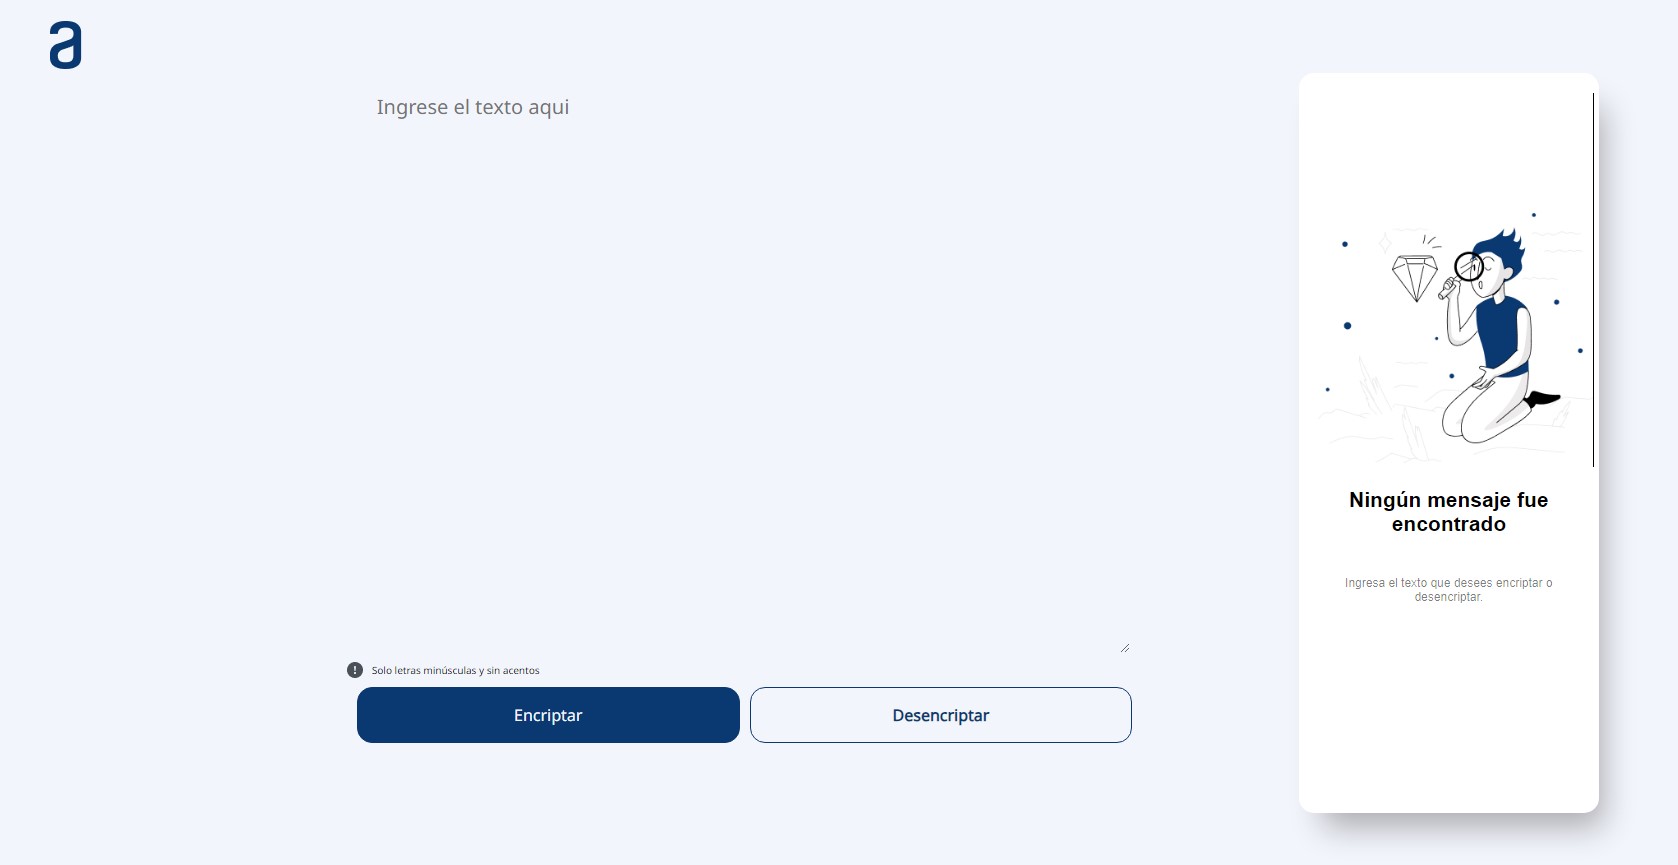 a
Ingrese el texto aqui
Solo letras minúsculas y sin acentos
Encriptar
Desencriptar
Ningún mensaje fue
encontrado
Ingresa el texto que desees encriptar o
desencriptar.